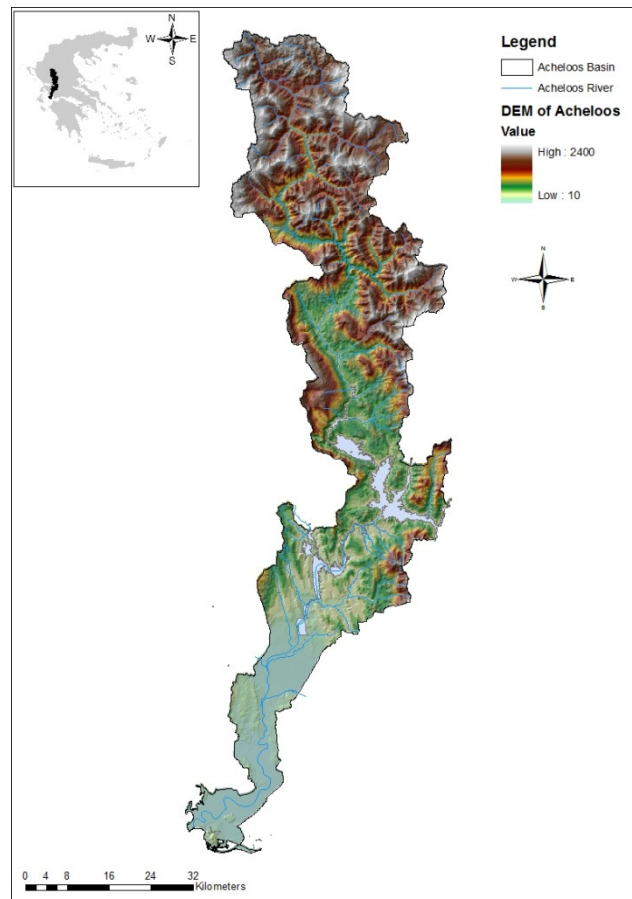 N
W E
S
Legend
Acheloos Basin
Acheloos River
DEM of Acheloos
Value
High : 2400
Low : 10
N
W E
S
0 4 8 16 24 32
Kilometers